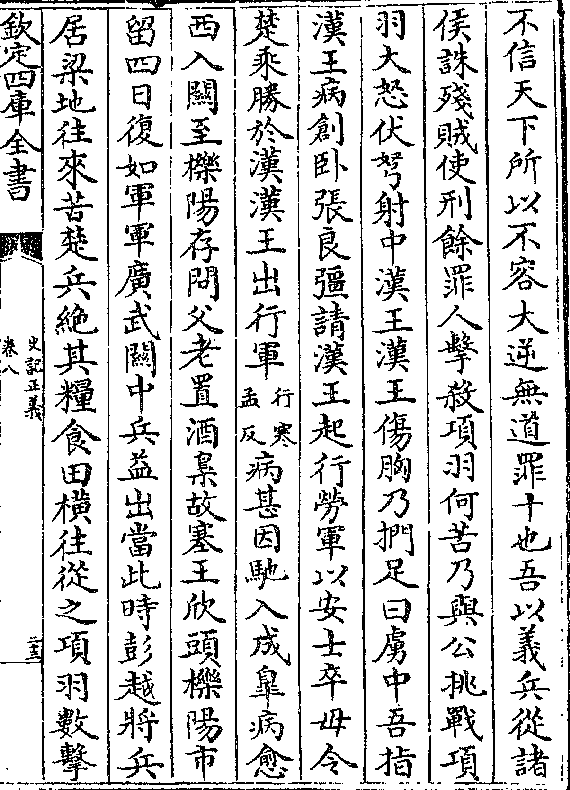 不信天下所以不容大逆無道罪十也吾以義兵從諸
侯誅殘賊使刑餘罪人擊殺項羽何苦乃與公挑戰項
羽大怒伏弩射中漢王漢王傷胸乃捫足曰虜中吾指
漢王病創卧張良彊請漢王起行勞軍以安士卒毋令
楚乘勝於漢漢王出行軍行寒孟反病甚因馳入成臯病愈
西入關至櫟陽存問父老置酒梟故塞王欣頭櫟陽市
留四日復如軍軍廣武關中兵益出當此時彭越將兵
居梁地往來苦楚兵絶其糧食田橫往從之項羽數擊
欽定四庫全書
史記正義
卷八